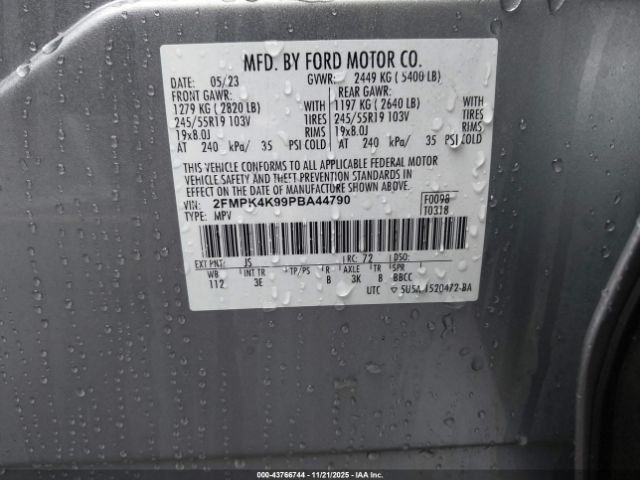 MFD. BY FORD MOTOR CO.
DATE: 05/23 GVWR: 2449 KG ( 5400 LB)
FRONT GAWR: REAR GAWR:
1279 KG ( 2820 LB) WITH 1197 KG ( 2640 LB) WITH
245/55R19 103V TIRES 245/55R19 103V TIRES
19x8.0J RIMS 19x8.0J RIMS
AT 240 kPa/ 35 PSI COLD AT 240 kPa/ 35 PSI COLD
THIS VEHICLE CONFORMS TO ALL APPLICABLE FEDERAL MOTOR
VEHICLE SAFETY AND THEFT PREVENTION STANDARDS IN
EFFECT ON THE DATE OF MANUFACTURE SHOWN ABOVE.
VIN: 2FMPK4K99PBA44790 F0098
TYPE: MPV T0318
EXT PNT: JS RC: 72 DSO:
WB INT TR TP/PS R AXLE TR SPR
112 3E B 3K B BBCC
UTC 5U5A-1520472-BA
000-43766744 - 11/21/2025 - IAA, Inc.